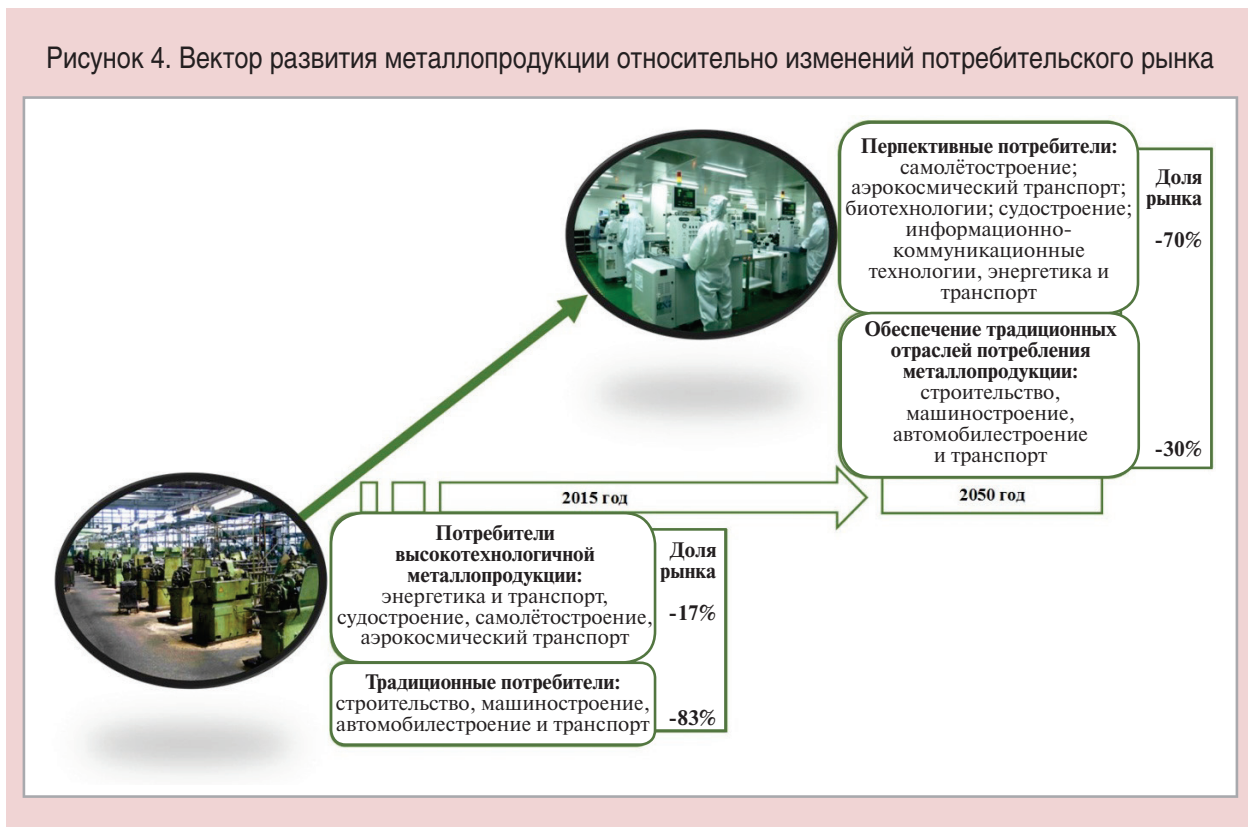 Рисунок 4. Вектор развития металлопродукции относительно изменений потребительского рынка
Перпективные потребители:
самолётостроение;
аэрокосмический транспорт;
биотехнологии; судостроение;
информационно-
коммуникационные
технологии, энергетика и
транспорт
Доля
рынка
-70%
Обеспечение традиционных
отраслей потребления
металлопродукции:
строительство,
машиностроение,
автомобилестроение
и транспорт
-30%
2015 год
2050 год
Потребители
высокотехнологичной
металлопродукции:
энергетика и транспорт,
судостроение, самолётостроение,
аэрокосмический транспорт
Доля
рынка
-17%
Традиционные потребители:
строительство, машиностроение,
автомобилестроение и транспорт
-83%